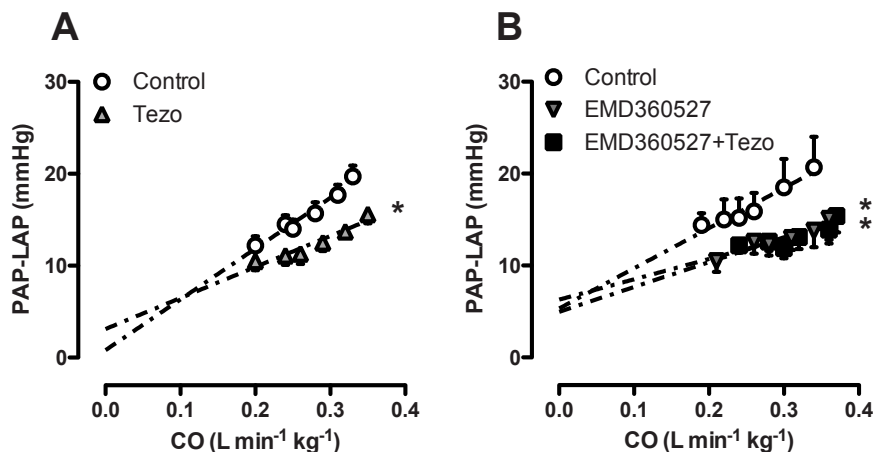 A
Control
Tezo
PAP-LAP (mmHg)
30
20
10
0
*
0.0 0.1 0.2 0.3 0.4
CO (L min⁻¹ kg⁻¹)
B
Control
EMD360527
EMD360527+Tezo
PAP-LAP (mmHg)
30
20
10
0
*
*
0.0 0.1 0.2 0.3 0.4
CO (L min⁻¹ kg⁻¹)